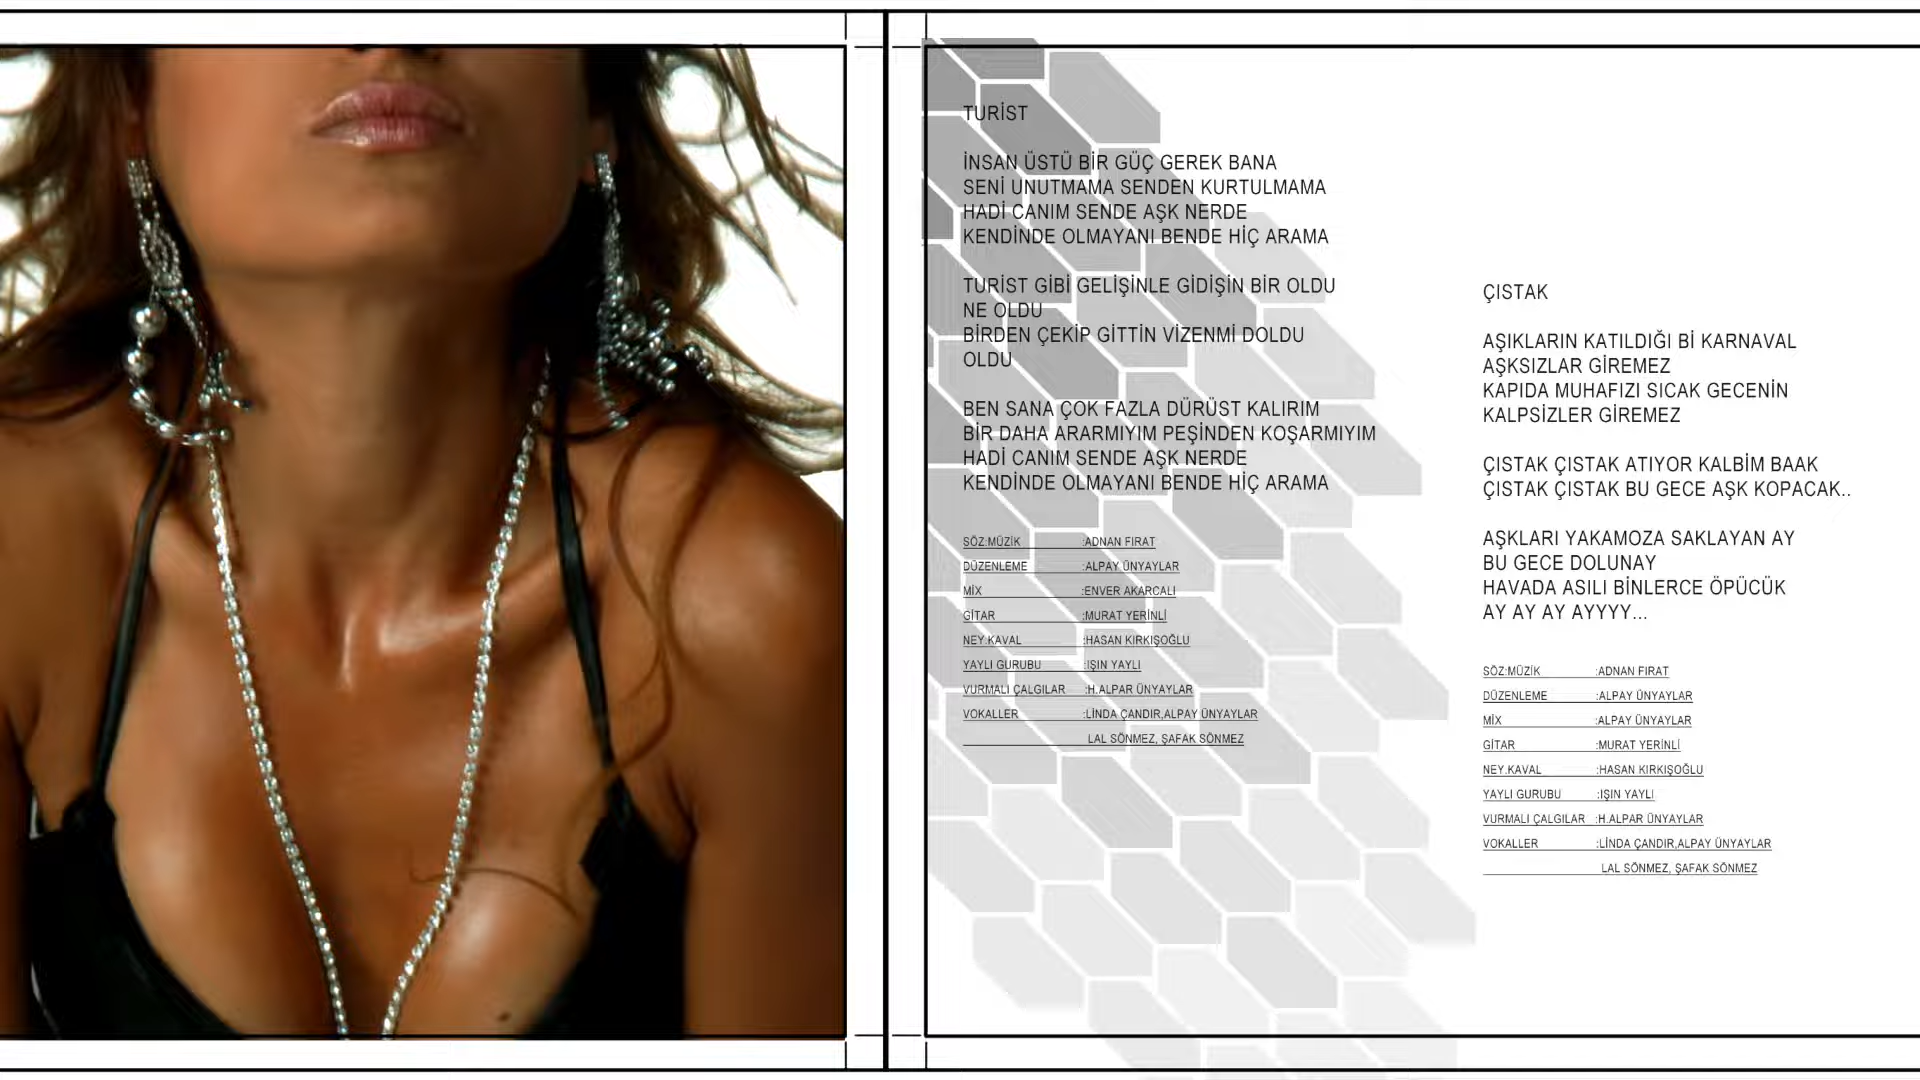 TURİST
İNSAN ÜSTÜ BİR GÜÇ GEREK BANA
SENİ UNUTMAMA SENDEN KURTULMAMA
HADİ CANIM SENDE AŞK NERDE
KENDİNDE OLMAYANI BENDE HİÇ ARAMA
TURİST GİBİ GELİŞİNLE GİDİŞİN BİR OLDU
NE OLDU
BİRDEN ÇEKİP GİTTİN VİZENMİ DOLDU
OLDU
BEN SANA ÇOK FAZLA DÜRÜST KALIRIM
BİR DAHA ARARMIYIM PEŞİNDEN KOŞARMIYIM
HADİ CANIM SENDE AŞK NERDE
KENDİNDE OLMAYANI BENDE HİÇ ARAMA
SÖZ:MÜZİK :ADNAN FIRAT
DÜZENLEME :ALPAY ÜNYAYLAR
MİX :ENVER AKARCALI
GİTAR :MURAT YERİNLİ
NEY.KAVAL :HASAN KIRKIŞOĞLU
YAYLI GURUBU :IŞIN YAYLI
VURMALI ÇALGILAR :H.ALPAR ÜNYAYLAR
VOKALLER :LİNDA ÇANDIR,ALPAY ÜNYAYLAR
LAL SÖNMEZ, ŞAFAK SÖNMEZ
ÇISTAK
AŞIKLARIN KATILDIĞI Bİ KARNAVAL
AŞKSIZLAR GİREMEZ
KAPIDA MUHAFIZI SICAK GECENİN
KALPSİZLER GİREMEZ
ÇISTAK ÇISTAK ATIYOR KALBİM BAAK
ÇISTAK ÇISTAK BU GECE AŞK KOPACAK..
AŞKLARI YAKAMOZA SAKLAYAN AY
BU GECE DOLUNAY
HAVADA ASILI BİNLERCE ÖPÜCÜK
AY AY AY AYYYY...
SÖZ:MÜZİK :ADNAN FIRAT
DÜZENLEME :ALPAY ÜNYAYLAR
MİX :ALPAY ÜNYAYLAR
GİTAR :MURAT YERİNLİ
NEY.KAVAL :HASAN KIRKIŞOĞLU
YAYLI GURUBU :IŞIN YAYLI
VURMALI ÇALGILAR :H.ALPAR ÜNYAYLAR
VOKALLER :LİNDA ÇANDIR,ALPAY ÜNYAYLAR
LAL SÖNMEZ, ŞAFAK SÖNMEZ